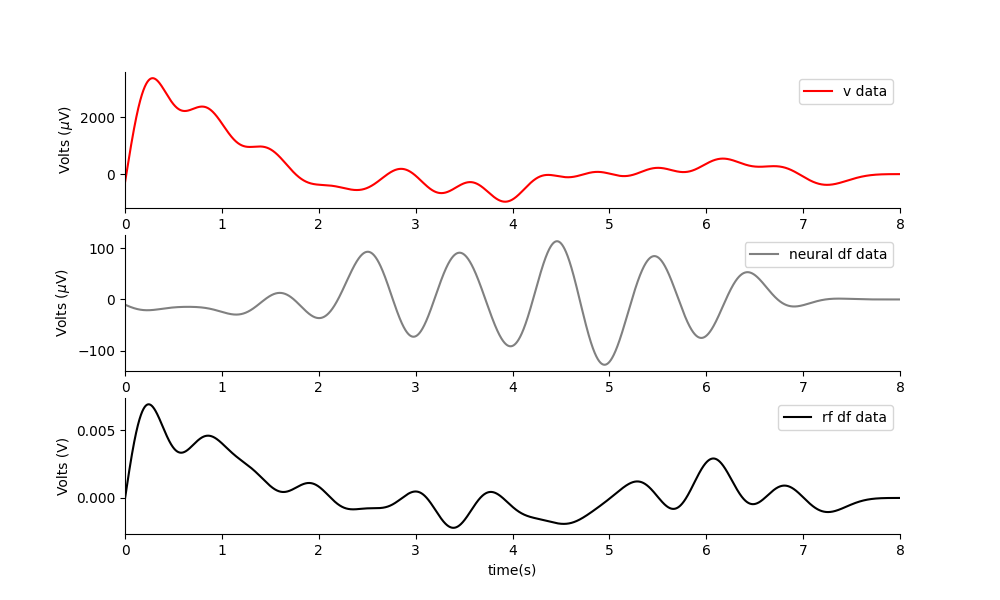 Volts (μV)
2000
0
v data
0 1 2 3 4 5 6 7 8
Volts (μV)
100
0
−100
neural df data
0 1 2 3 4 5 6 7 8
Volts (V)
0.005
0.000
rf df data
0 1 2 3 4 5 6 7 8
time(s)